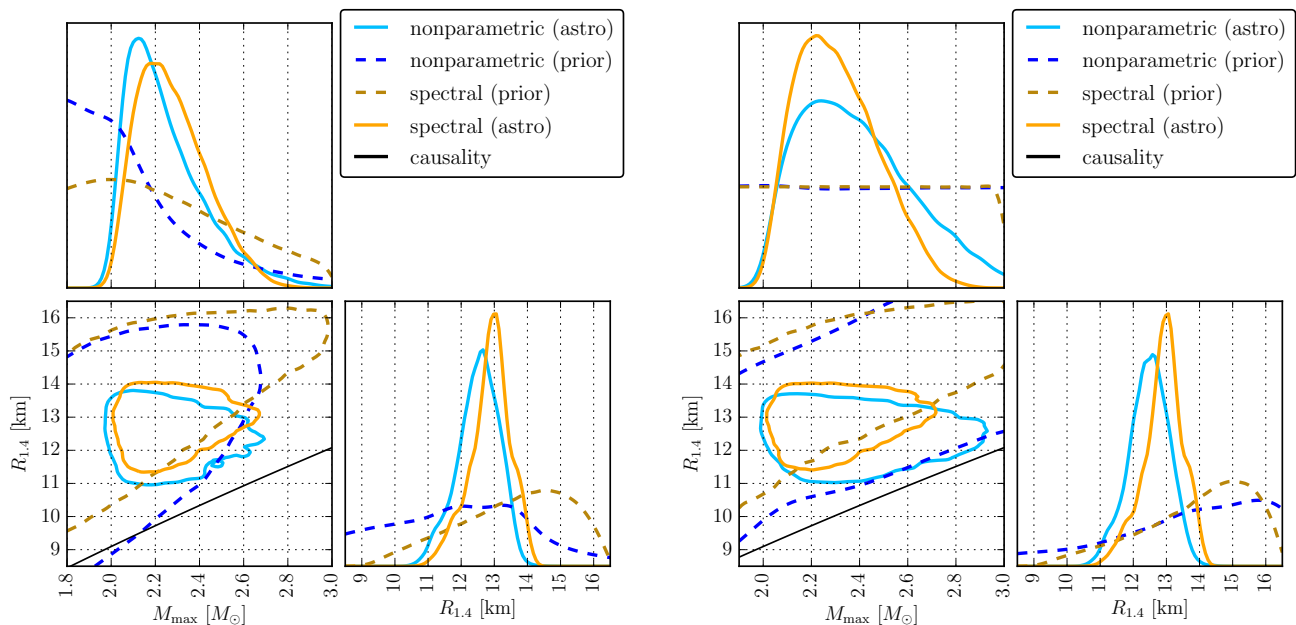 nonparametric (astro)
nonparametric (prior)
spectral (prior)
spectral (astro)
causality
16
15
14
13
12
11
10
9
R1.4 [km]
1.8
2.0
2.2
2.4
2.6
2.8
3.0
Mmax [M⊙]
9
10
11
12
13
14
15
16
R1.4 [km]
nonparametric (astro)
nonparametric (prior)
spectral (prior)
spectral (astro)
causality
16
15
14
13
12
11
10
9
R1.4 [km]
2.0
2.2
2.4
2.6
2.8
3.0
Mmax [M⊙]
9
10
11
12
13
14
15
16
R1.4 [km]